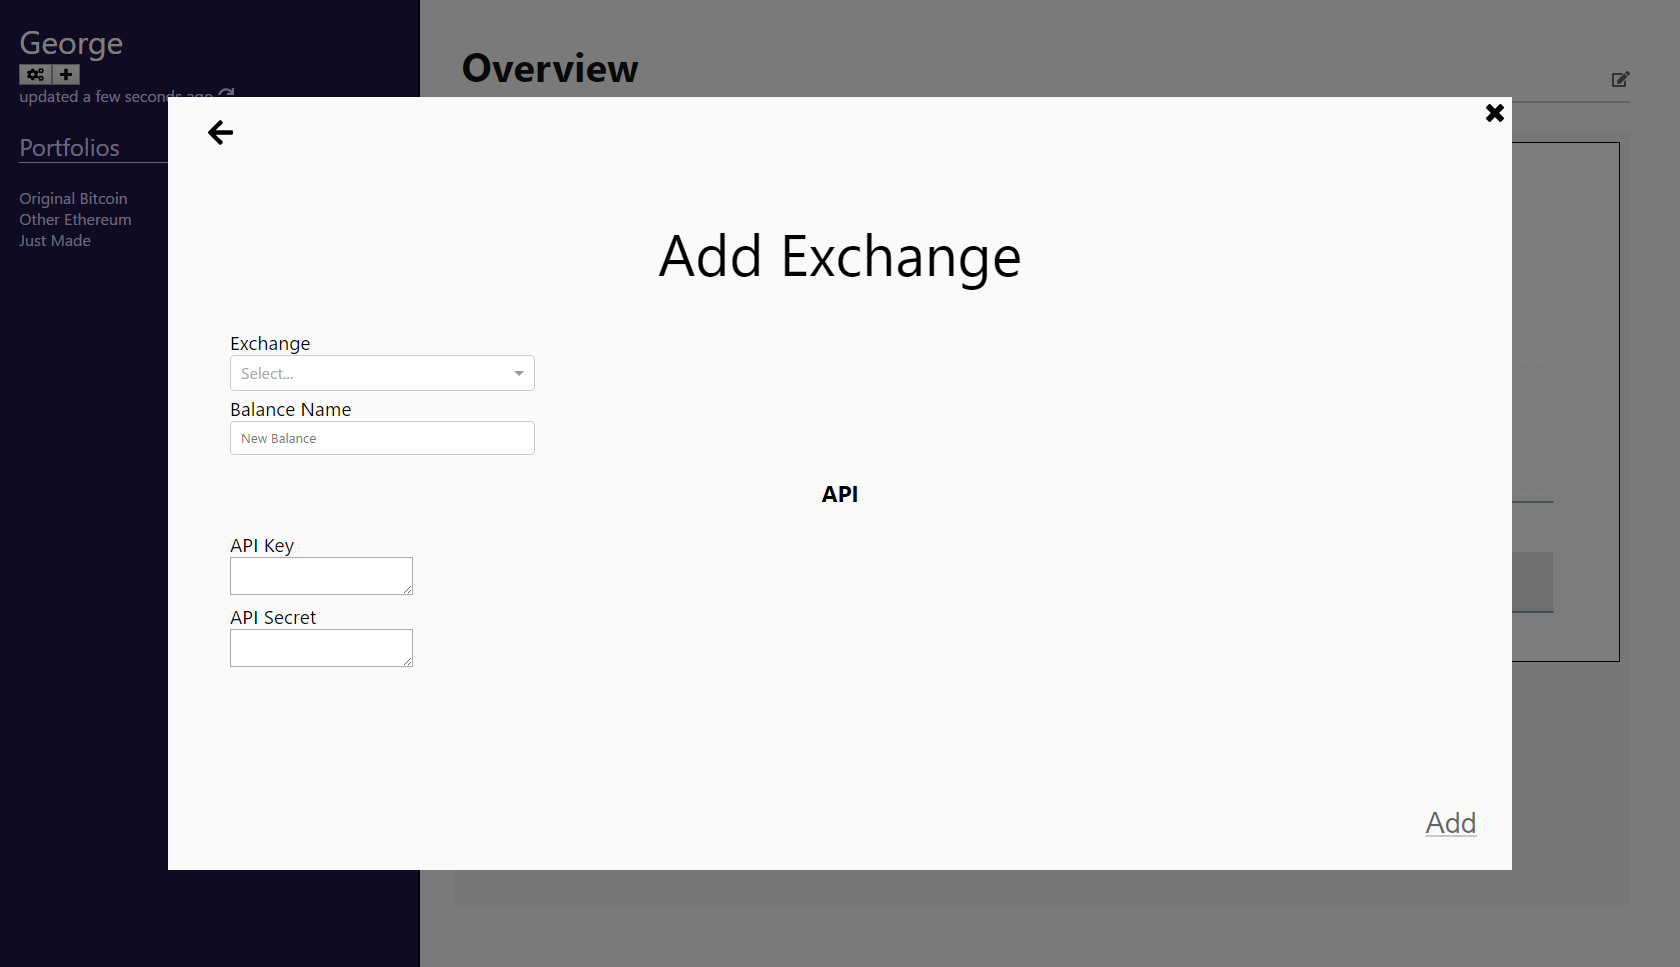 George
updated a few seconds ago
Portfolios
Original Bitcoin
Other Ethereum
Just Made
Overview
Add Exchange
Exchange
Select...
Balance Name
New Balance
API
API Key
API Secret
Add